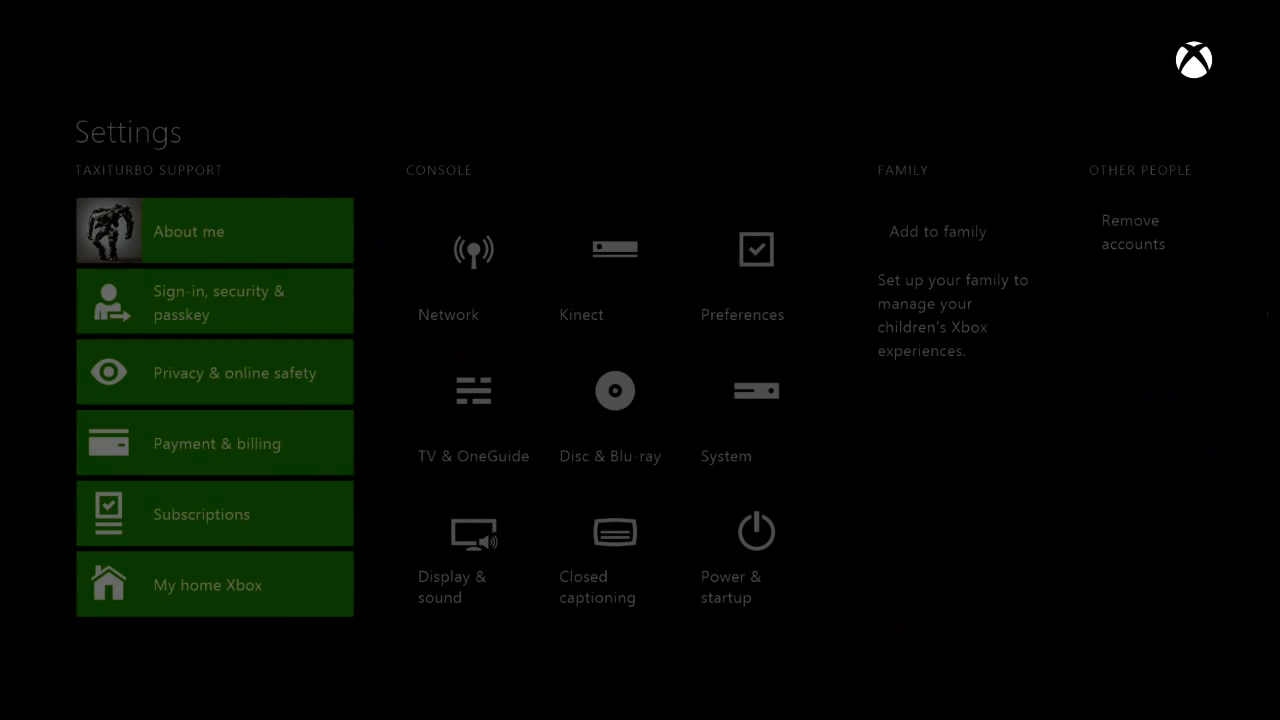 Settings
TAXITURBO SUPPORT
About me
Sign-in, security &
passkey
Privacy & online safety
Payment & billing
Subscriptions
My home Xbox
CONSOLE
Network
Kinect
Preferences
TV & OneGuide
Disc & Blu-ray
System
Display &
sound
Closed
captioning
Power &
startup
FAMILY
Add to family
Set up your family to
manage your
children's Xbox
experiences.
OTHER PEOPLE
Remove
accounts